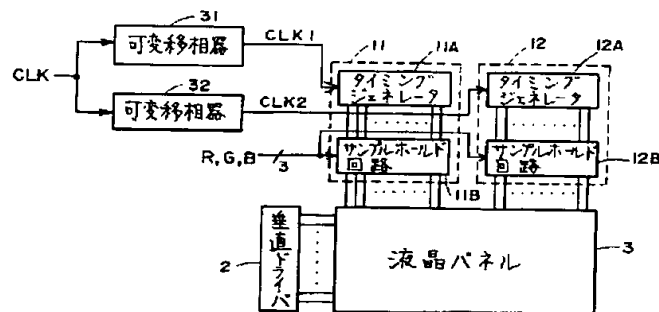 31
可変移相器
CLK1
11
11A
12
12A
CLK
タイミング
ジェネレータ
タイミング
ジェネレータ
32
可変移相器
CLK2
R,G,B
3
サンプルホールド
回路
サンプルホールド
回路
11B
12B
2
垂直ドライバ
液晶パネル
3